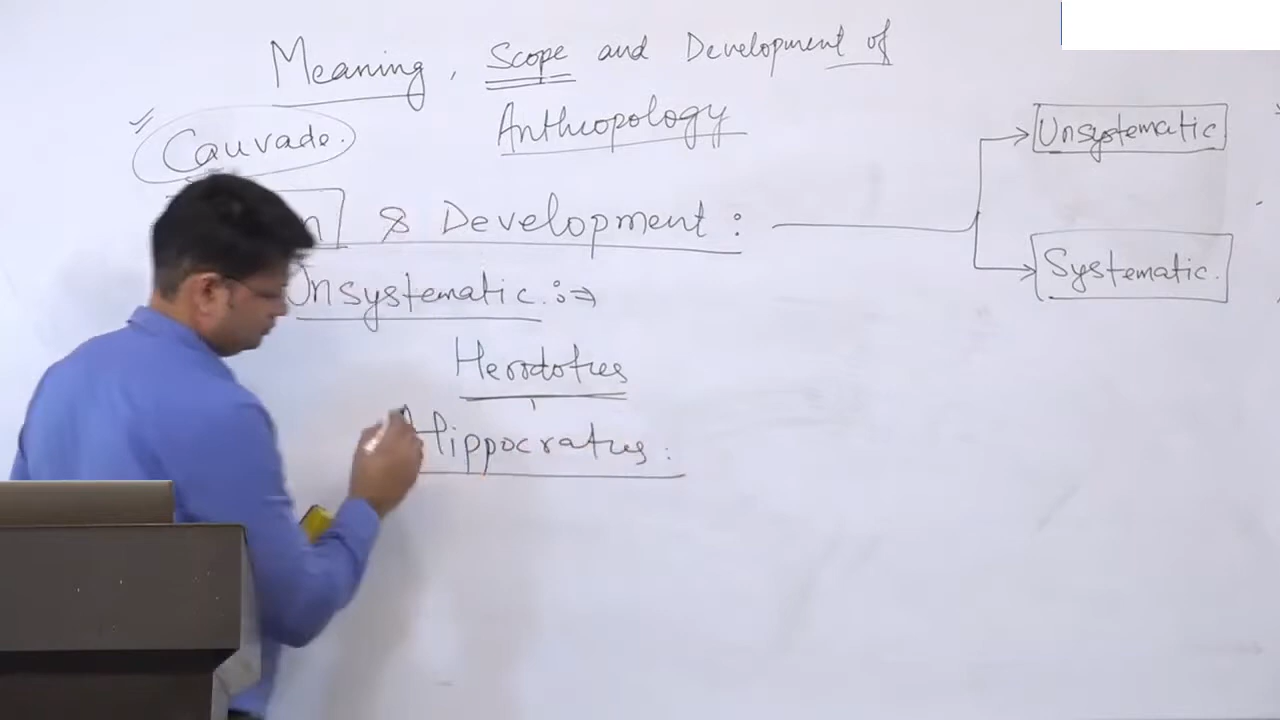 Meaning, Scope and Development of
Anthropology
Cauvade.
& Development:
Unsystematic
Systematic.
Unsystematic :⇒
Herodotus
Hippocratus.